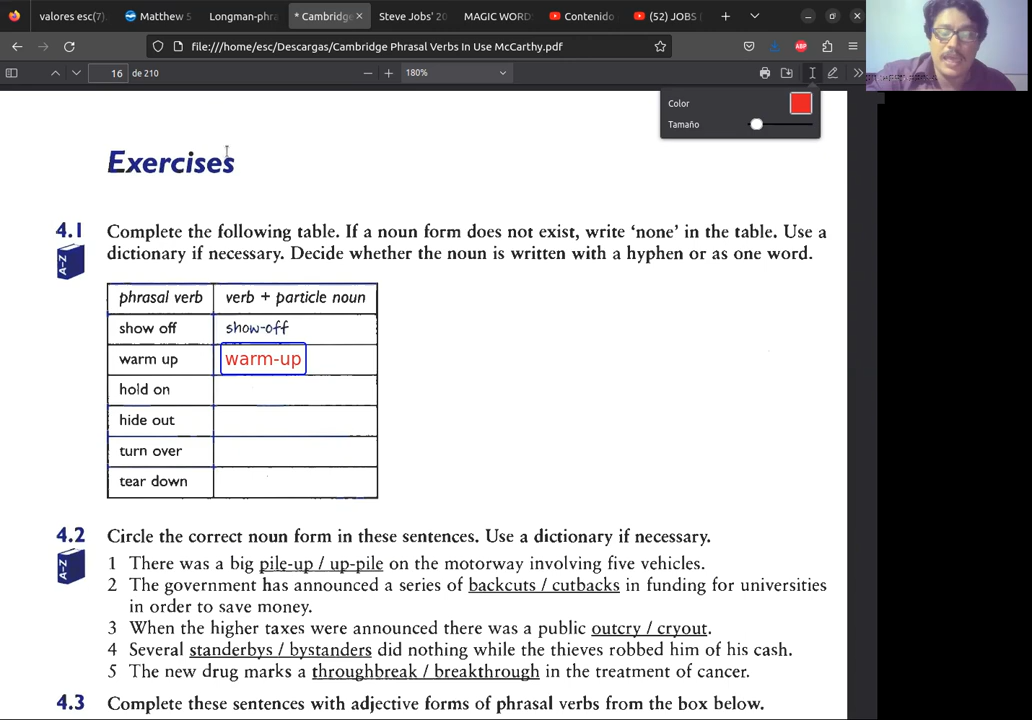 valores esc(7).
Matthew 5
Longman-phra
* Cambridge
Steve Jobs' 20
MAGIC WORD
Contenido
(52) JOBS
file:///home/esc/Descargas/Cambridge Phrasal Verbs In Use McCarthy.pdf
ABP
16 de 210
180%
Color
Tamaño
Exercises
4.1 Complete the following table. If a noun form does not exist, write ‘none’ in the table. Use a
A–Z dictionary if necessary. Decide whether the noun is written with a hyphen or as one word.
phrasal verb verb + particle noun
show off show-off
warm up warm-up
hold on
hide out
turn over
tear down
4.2 Circle the correct noun form in these sentences. Use a dictionary if necessary.
A–Z 1 There was a big pile-up / up-pile on the motorway involving five vehicles.
2 The government has announced a series of backcuts / cutbacks in funding for universities
in order to save money.
3 When the higher taxes were announced there was a public outcry / cryout.
4 Several standerbys / bystanders did nothing while the thieves robbed him of his cash.
5 The new drug marks a throughbreak / breakthrough in the treatment of cancer.
4.3 Complete these sentences with adjective forms of phrasal verbs from the box below.